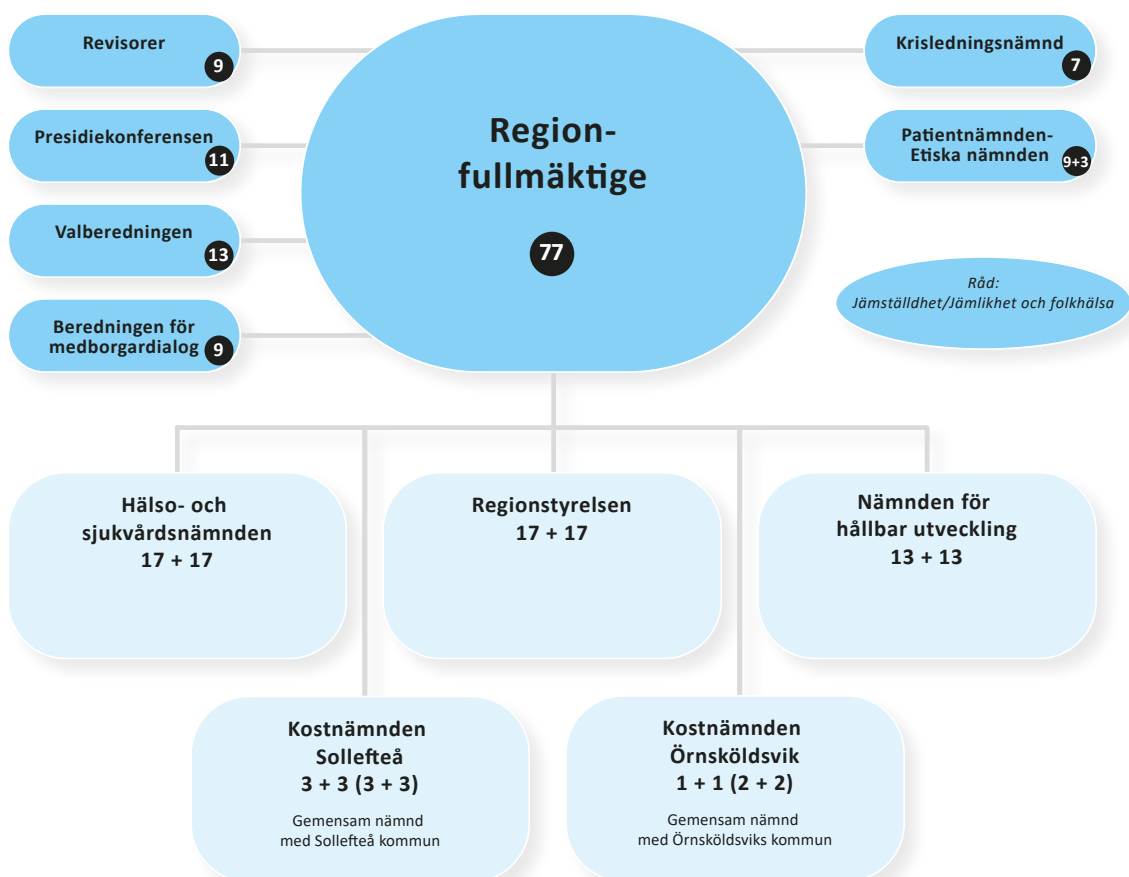 Revisorer
9
Presidiekonferensen
11
Valberedningen
13
Beredningen för
medborgardialog
9
Region-
fullmäktige
77
Krisledningsnämnd
7
Patientnämnden-
Etiska nämnden
9+3
Råd:
Jämställdhet/Jämlikhet och folkhälsa
Hälso- och
sjukvårdsnämnden
17 + 17
Regionstyrelsen
17 + 17
Nämnden för
hållbar utveckling
13 + 13
Kostnämnden
Sollefteå
3 + 3 (3 + 3)
Gemensam nämnd
med Sollefteå kommun
Kostnämnden
Örnsköldsvik
1 + 1 (2 + 2)
Gemensam nämnd
med Örnsköldsviks kommun